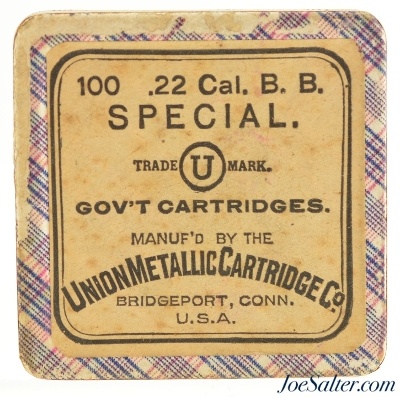 100 .22 Cal. B. B.
SPECIAL.
TRADE U MARK.
GOV'T CARTRIDGES.
MANUF'D BY THE
UNION METALLIC CARTRIDGE CO.
BRIDGEPORT, CONN.
U.S.A.
JoeSalter.com